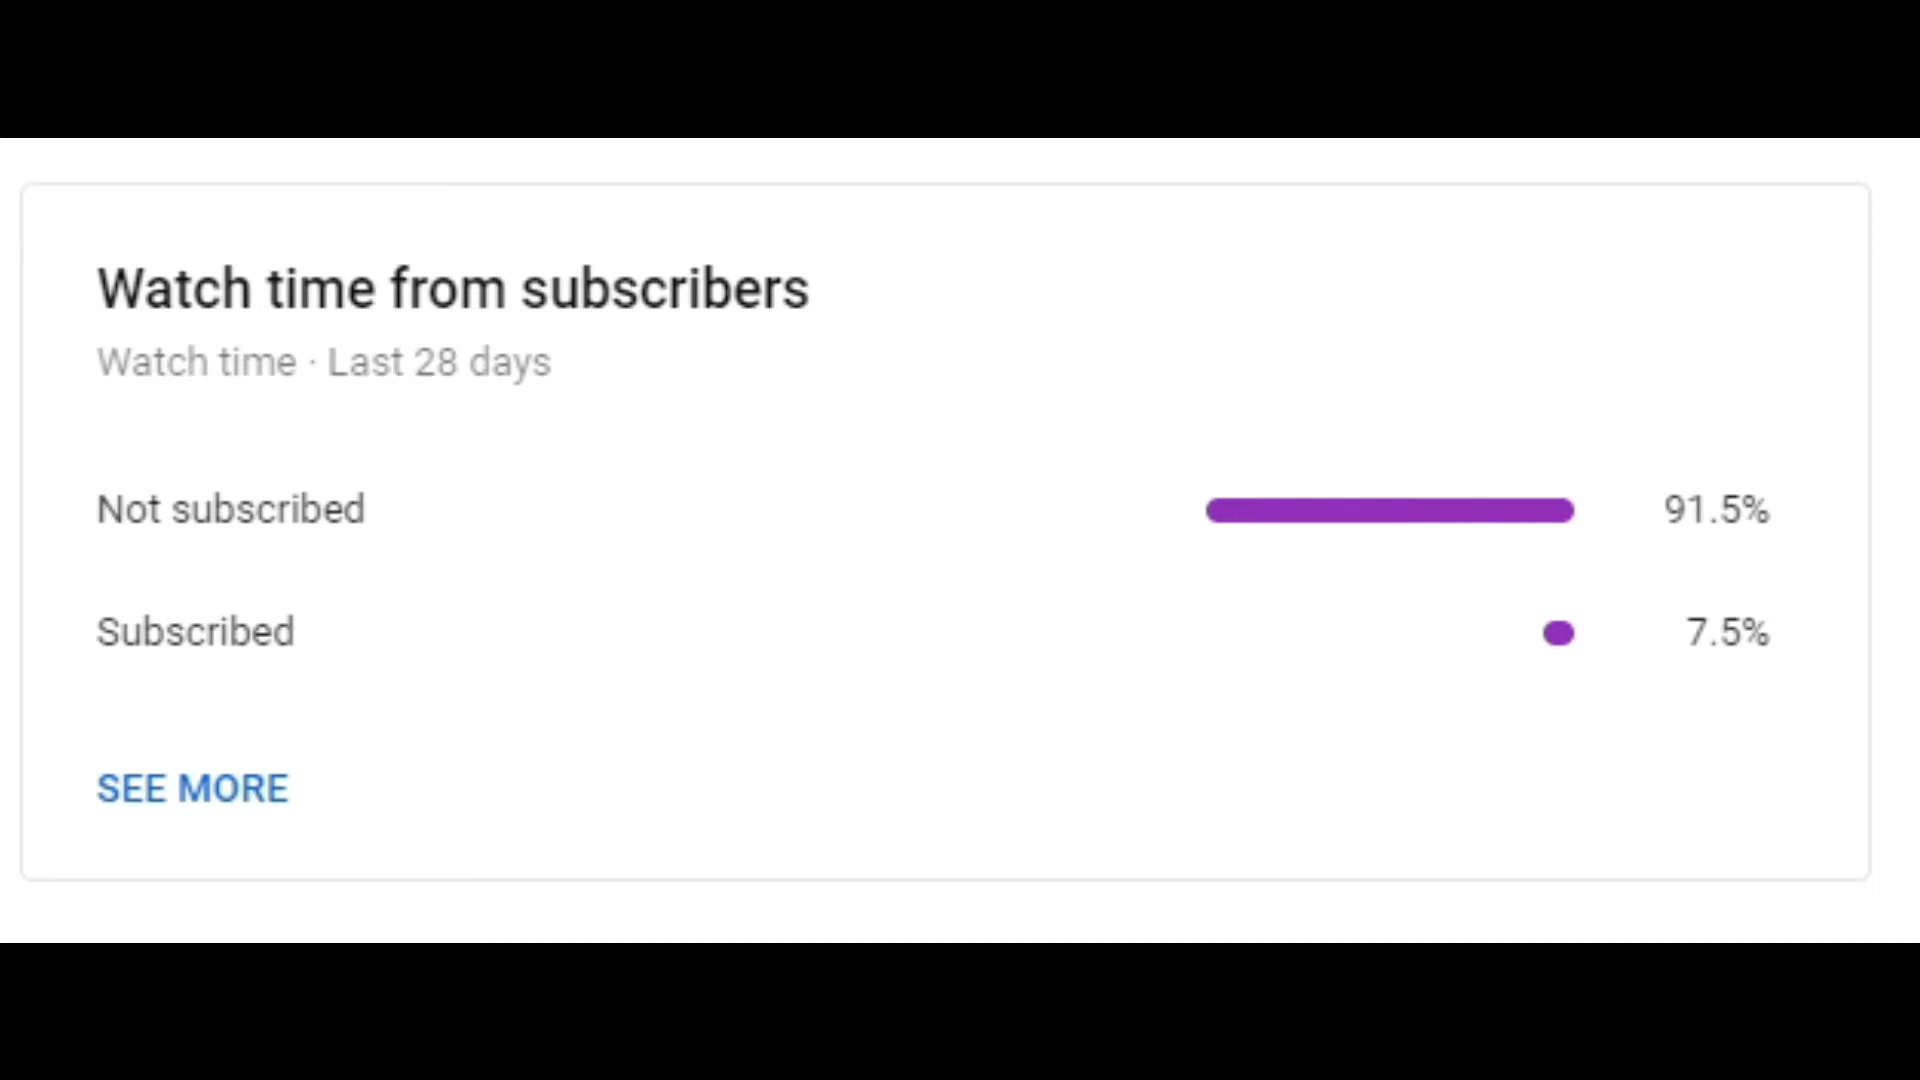 Watch time from subscribers
Watch time · Last 28 days
Not subscribed 91.5%
Subscribed 7.5%
SEE MORE